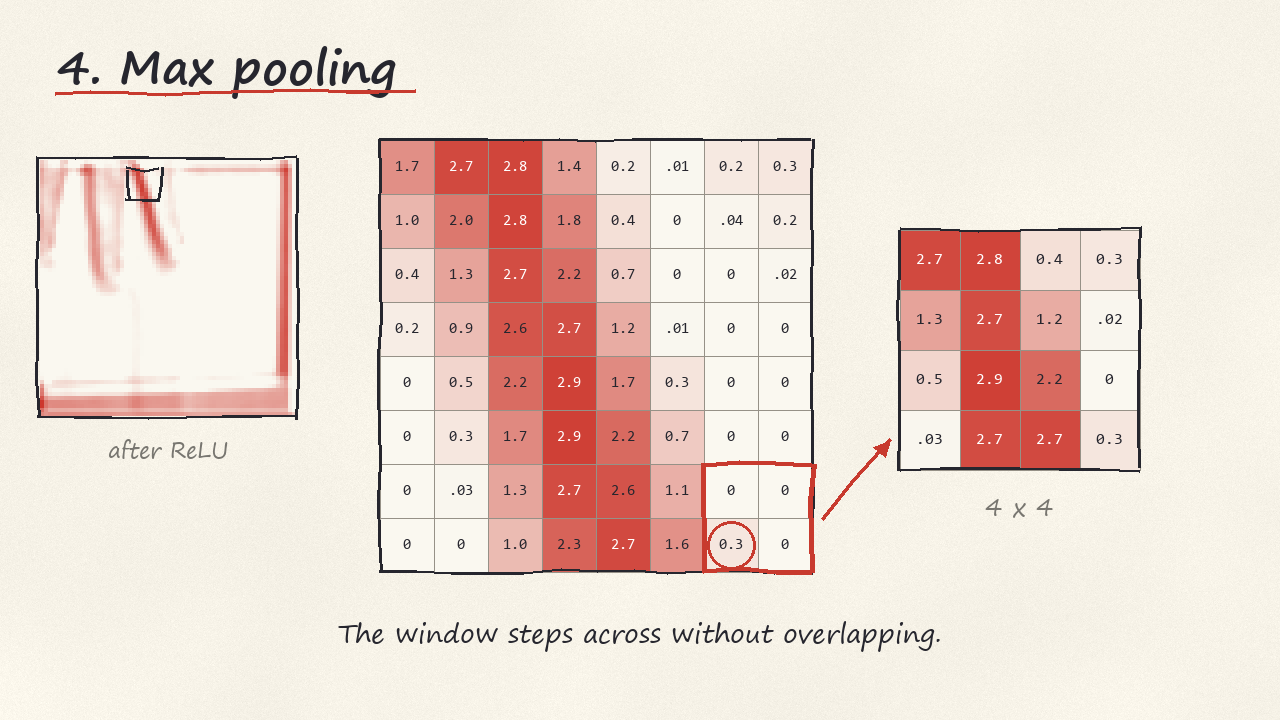 4. Max pooling
1.7 2.7 2.8 1.4 0.2 .01 0.2 0.3
1.0 2.0 2.8 1.8 0.4 0 .04 0.2
0.4 1.3 2.7 2.2 0.7 0 0 .02
0.2 0.9 2.6 2.7 1.2 .01 0 0
0 0.5 2.2 2.9 1.7 0.3 0 0
0 0.3 1.7 2.9 2.2 0.7 0 0
0 .03 1.3 2.7 2.6 1.1 0 0
0 0 1.0 2.3 2.7 1.6 0.3 0
after ReLU
2.7 2.8 0.4 0.3
1.3 2.7 1.2 .02
0.5 2.9 2.2 0
.03 2.7 2.7 0.3
4 x 4
The window steps across without overlapping.